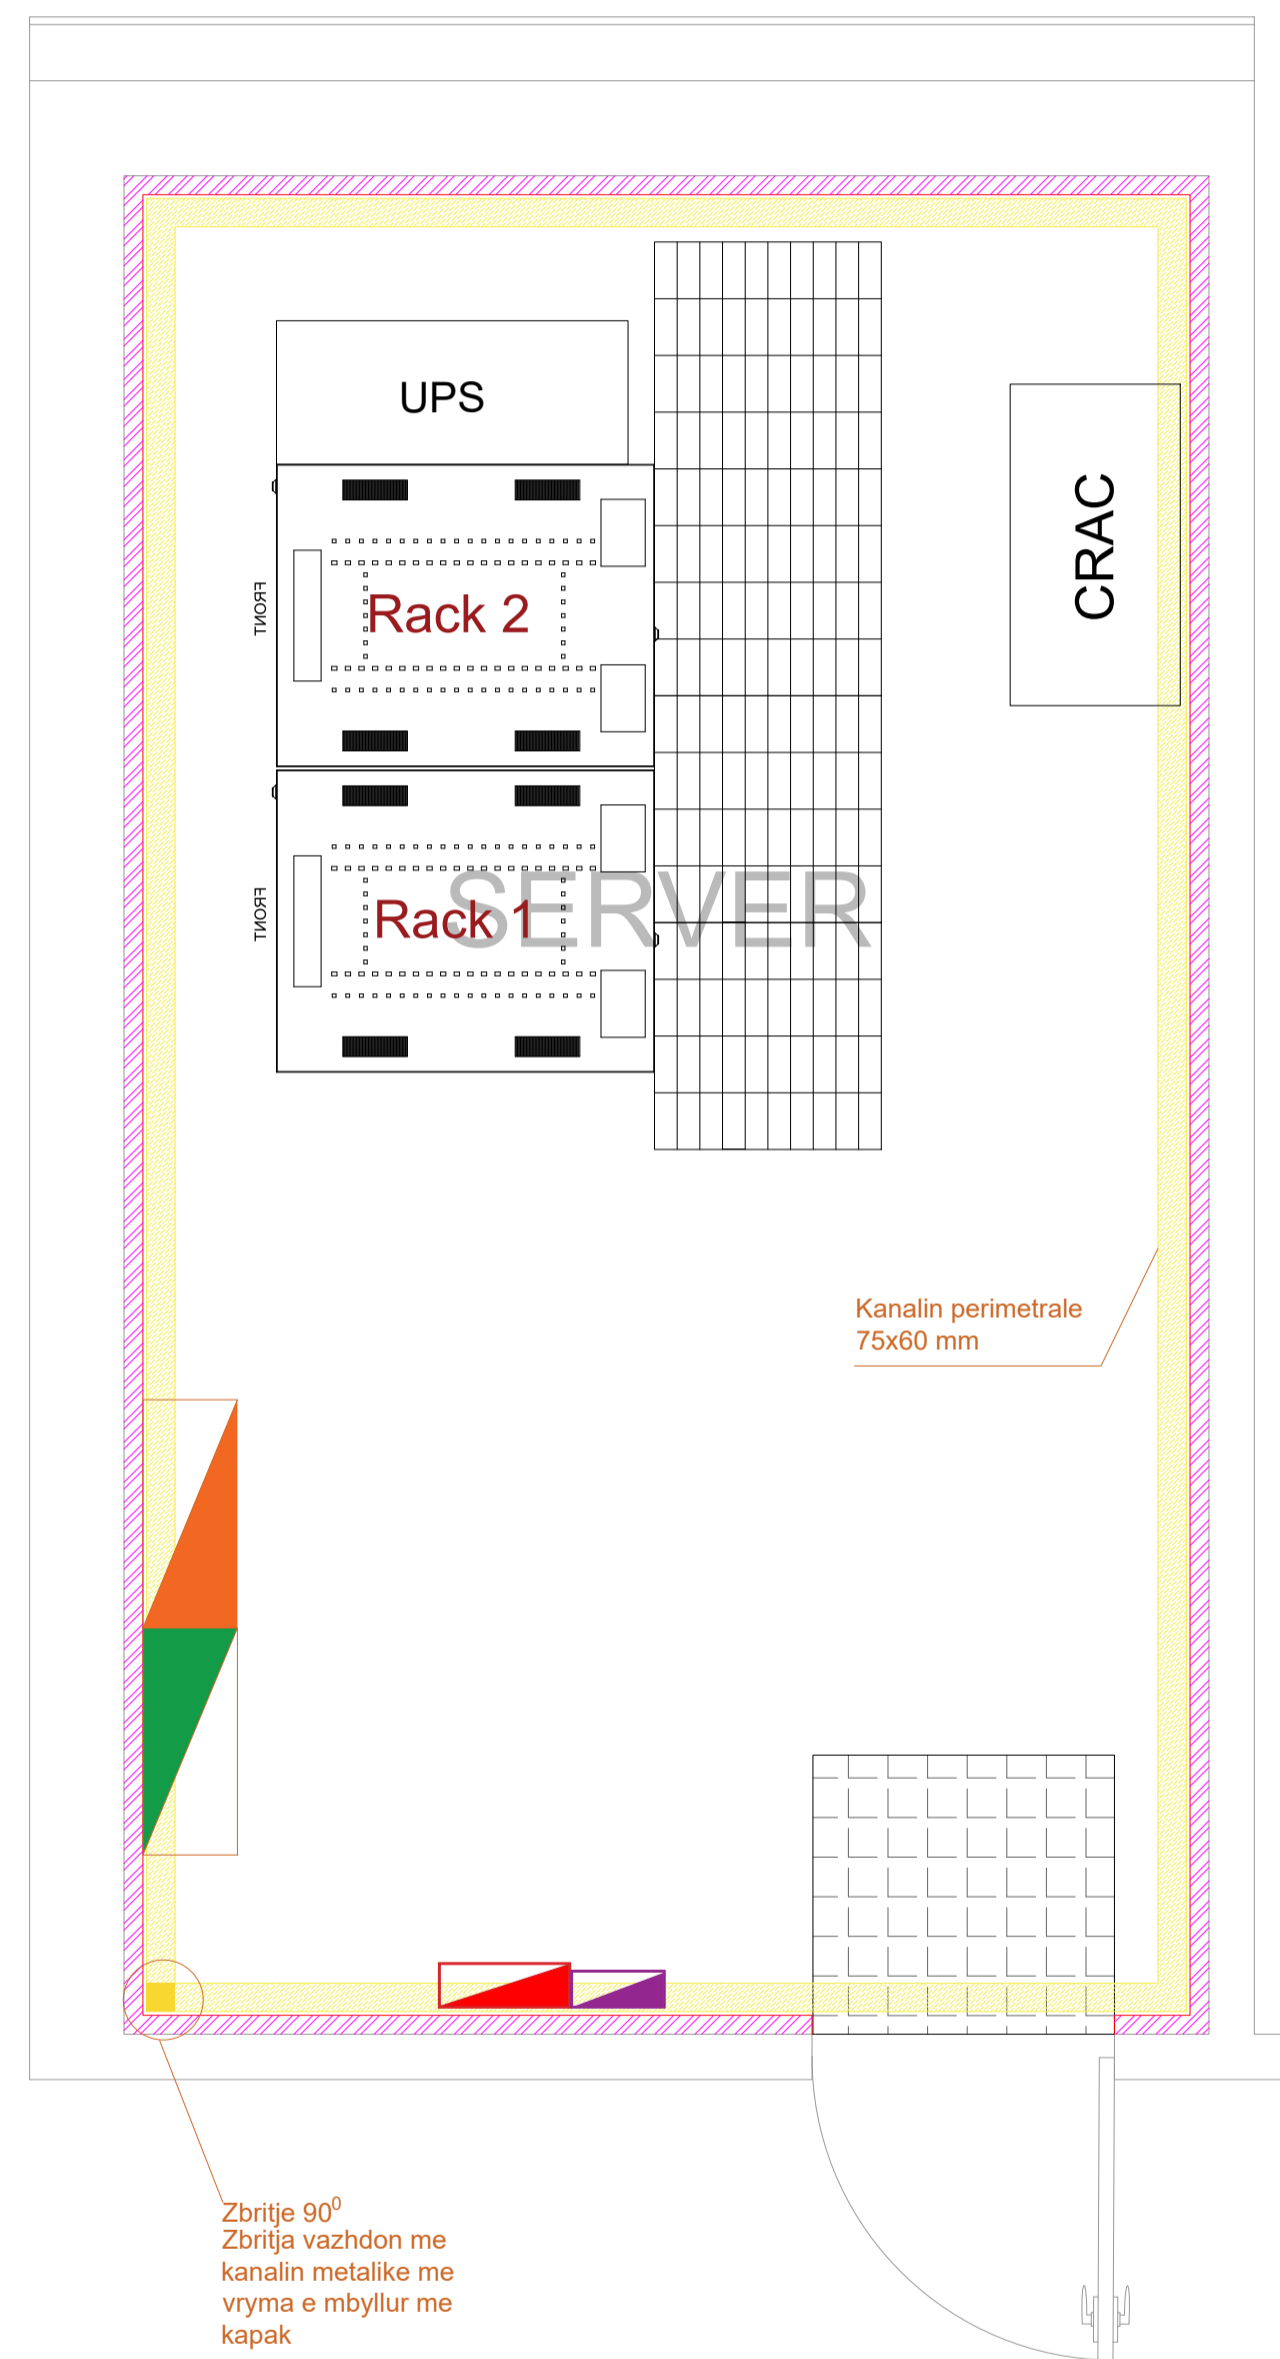 UPS
CRAC
FRONT
Rack 2
FRONT
Rack 1
SERVER
Kanalin perimetrale
75x60 mm
Zbritje 90⁰
Zbritja vazhdon me
kanalin metalike me
vryma e mbyllur me
kapak